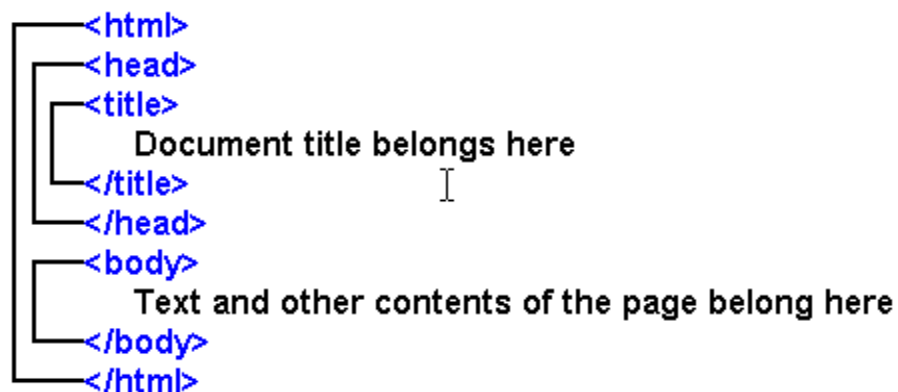 <html>
<head>
<title>
Document title belongs here
</title>
</head>
<body>
Text and other contents of the page belong here
</body>
</html>